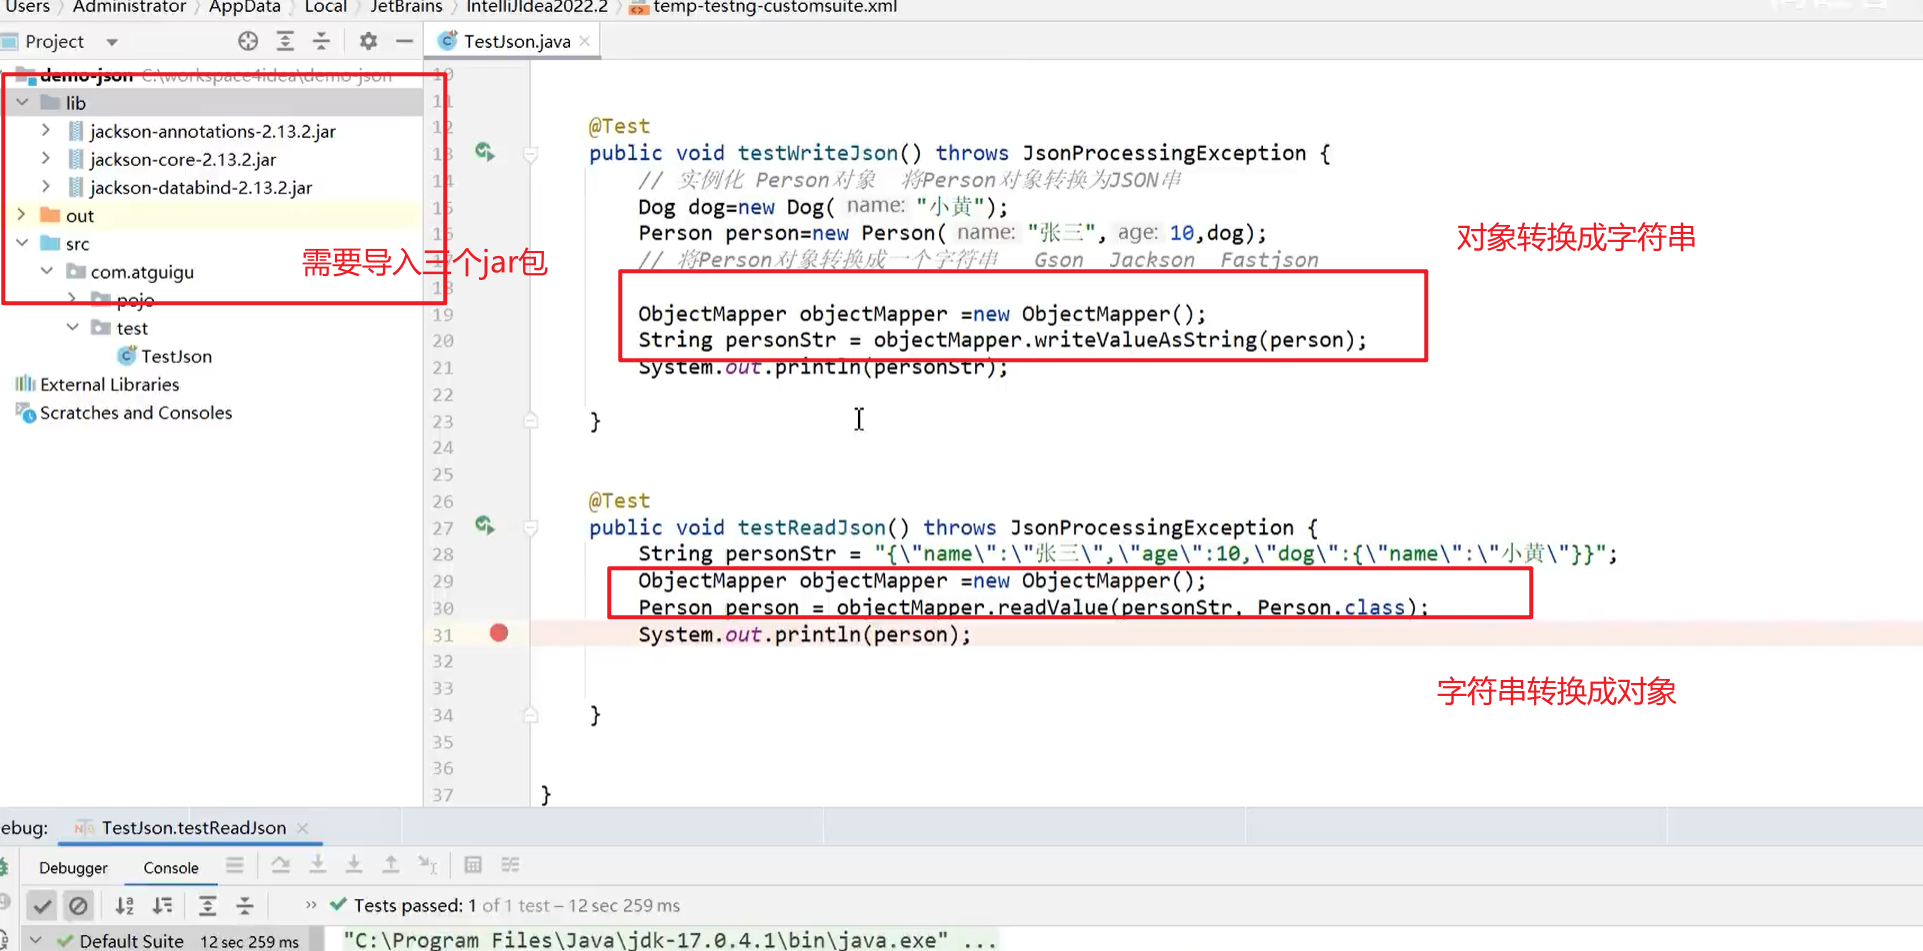 Users > Administrator > AppData > Local > JetBrains > IntelliJIdea2022.2 > temp-testng-customsuite.xml
Project
TestJson.java
demo-json C:\workspace4idea\demo-json
lib
jackson-annotations-2.13.2.jar
jackson-core-2.13.2.jar
jackson-databind-2.13.2.jar
out
src
com.atguigu
pojo
test
TestJson
External Libraries
Scratches and Consoles
需要导入三个jar包
10
11
12 @Test
13 public void testWriteJson() throws JsonProcessingException {
14 // 实例化 Person对象 将Person对象转换为JSON串
15 Dog dog=new Dog( name: "小黄");
16 Person person=new Person( name: "张三", age: 10,dog);
// 将Person对象转换成一个字符串 Gson Jackson Fastjson
18
19 ObjectMapper objectMapper =new ObjectMapper();
20 String personStr = objectMapper.writeValueAsString(person);
21 System.out.println(personStr);
22
23 }
24
25
26 @Test
27 public void testReadJson() throws JsonProcessingException {
28 String personStr = "{\"name\":\"张三\",\"age\":10,\"dog\":{\"name\":\"小黄\"}}";
29 ObjectMapper objectMapper =new ObjectMapper();
30 Person person = objectMapper.readValue(personStr, Person.class);
31 System.out.println(person);
32
33
34 }
35
36
37 }
对象转换成字符串
字符串转换成对象
ebug: TestJson.testReadJson
Debugger Console
Tests passed: 1 of 1 test – 12 sec 259 ms
Default Suite 12 sec 259 ms
"C:\Program Files\Java\jdk-17.0.4.1\bin\java.exe" ...